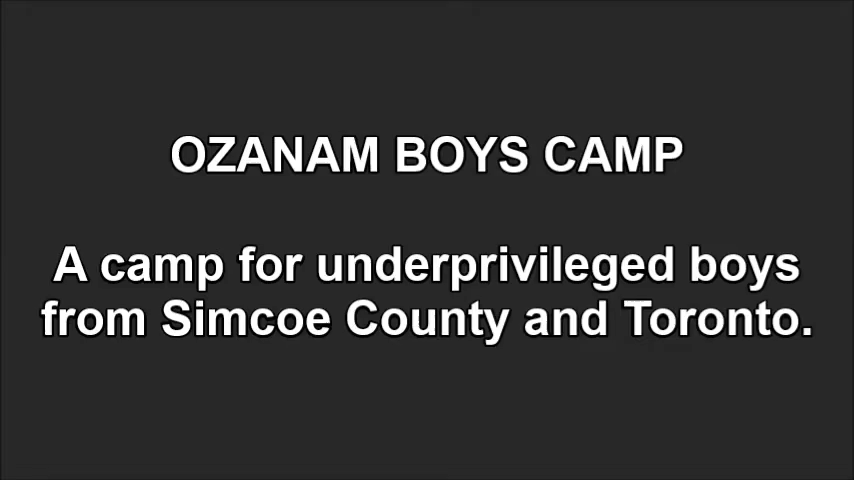 OZANAM BOYS CAMP
A camp for underprivileged boys
from Simcoe County and Toronto.